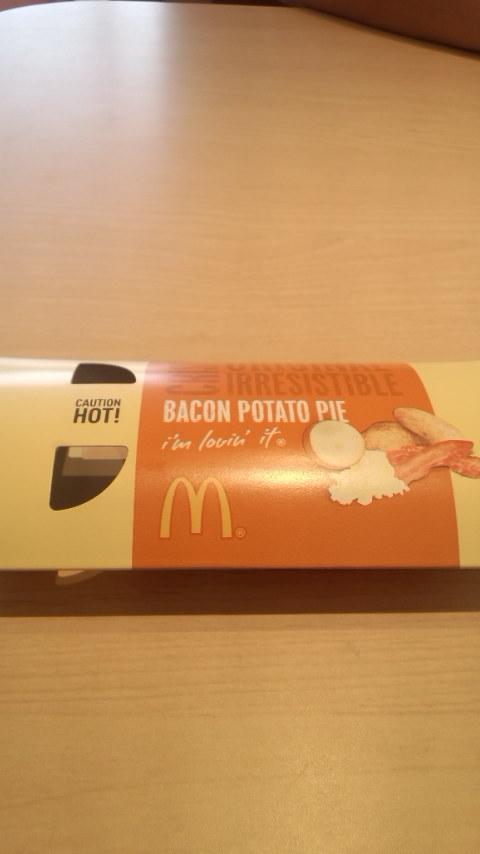 CAUTION
HOT!
IRRESISTIBLE
BACON POTATO PIE
i'm lovin' it®
M®